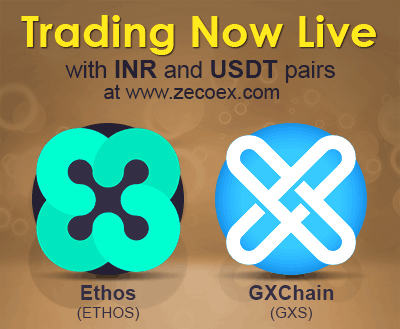 Trading Now Live
with INR and USDT pairs
at www.zecoex.com
Ethos
(ETHOS)
GXChain
(GXS)